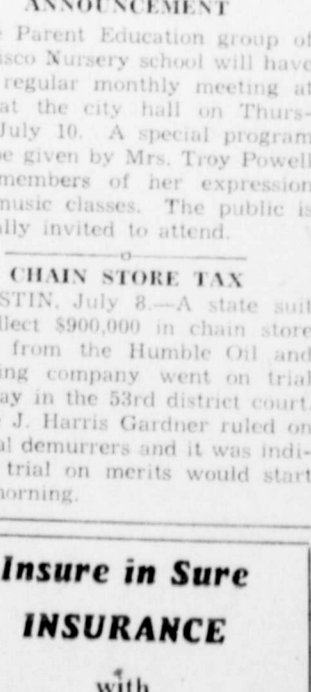 ANNOUNCEMENT
Parent Education group of
isco Nursery school will have
regular monthly meeting at
at the city hall on Thurs-
July 10. A special program
be given by Mrs. Troy Powell
members of her expression
music classes. The public is
ally invited to attend.
CHAIN STORE TAX
STIN, July 8.—A state suit
llect $900,000 in chain store
from the Humble Oil and
ing company went on trial
ay in the 53rd district court.
J. Harris Gardner ruled on
al demurrers and it was indi-
trial on merits would start
morning.
Insure in Sure
INSURANCE
with